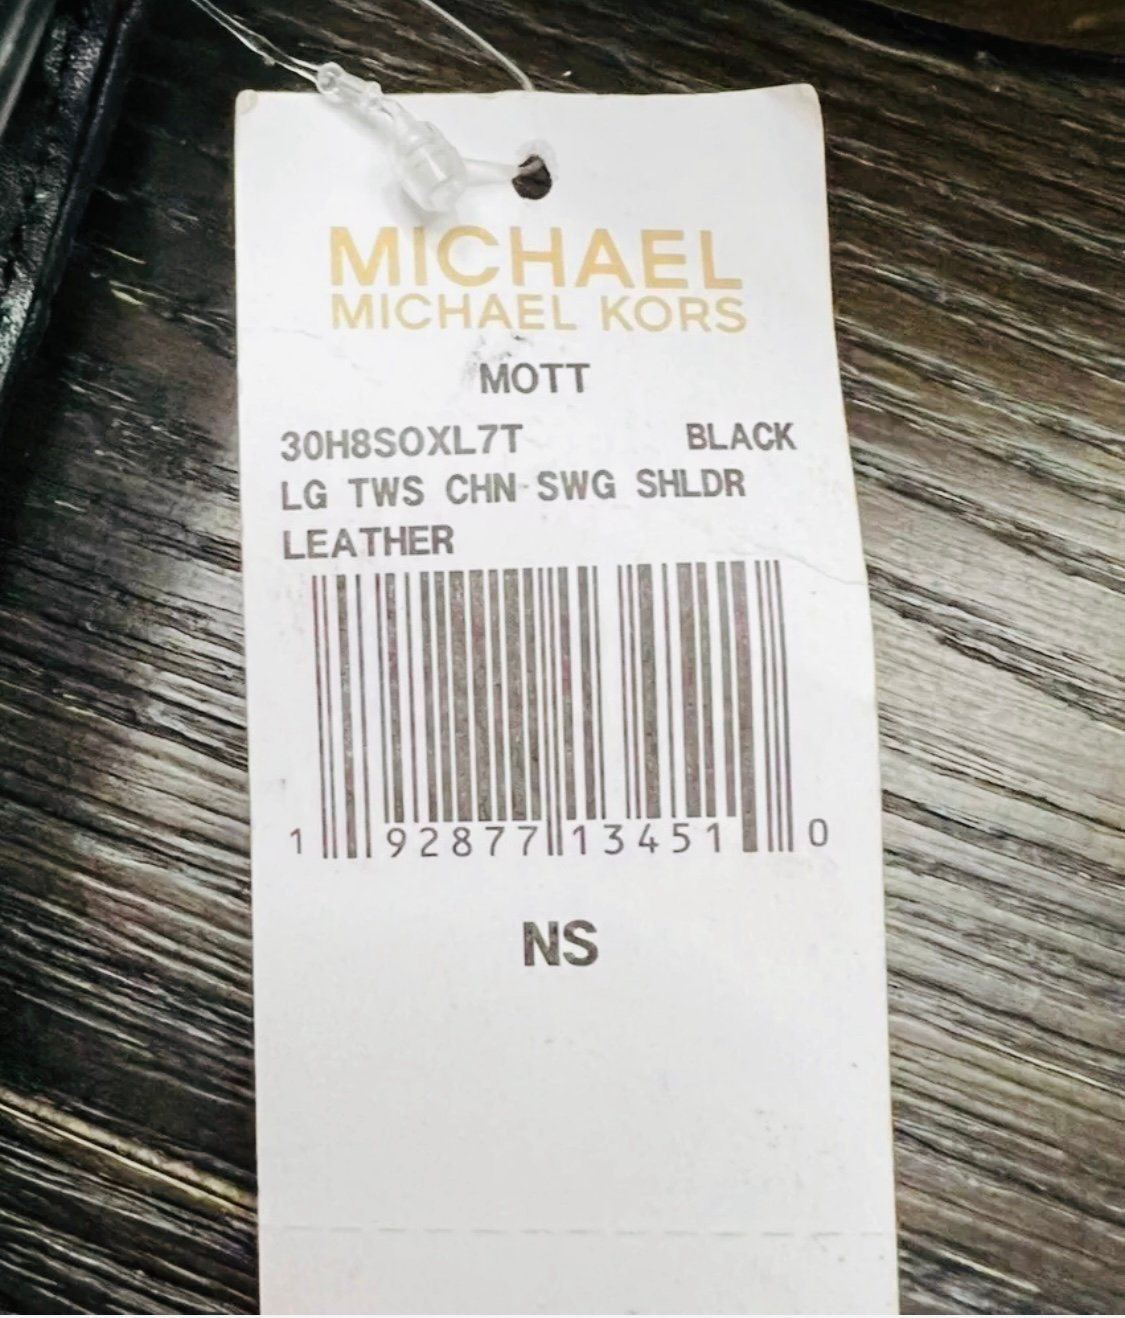 MICHAEL
MICHAEL KORS
MOTT
30H8SOXL7T BLACK
LG TWS CHN SWG SHLDR
LEATHER
1 92877 13451 0
NS